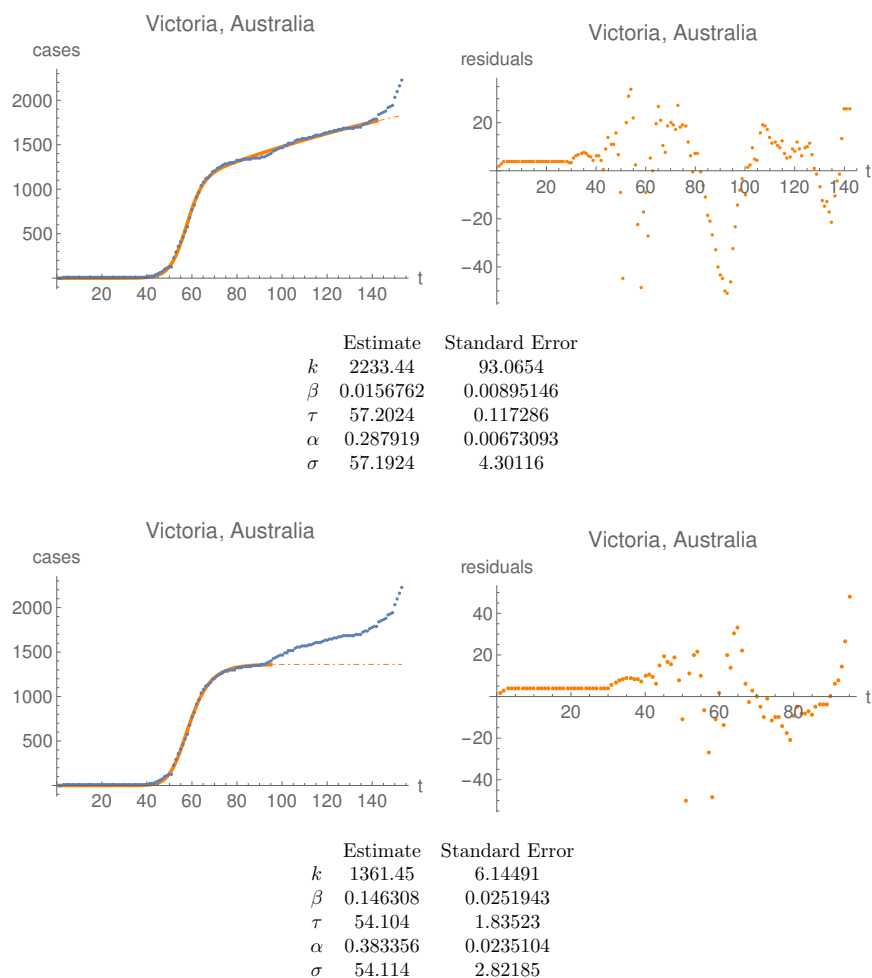 Victoria, Australia
cases
2000
1500
1000
500
20 40 60 80 100 120 140
t
Victoria, Australia
residuals
20
−20
−40
20 40 60 80 100 120 140
t
Estimate Standard Error
k 2233.44 93.0654
β 0.0156762 0.00895146
τ 57.2024 0.117286
α 0.287919 0.00673093
σ 57.1924 4.30116
Victoria, Australia
cases
2000
1500
1000
500
20 40 60 80 100 120 140
t
Victoria, Australia
residuals
40
20
−20
−40
20 40 60 80
t
Estimate Standard Error
k 1361.45 6.14491
β 0.146308 0.0251943
τ 54.104 1.83523
α 0.383356 0.0235104
σ 54.114 2.82185